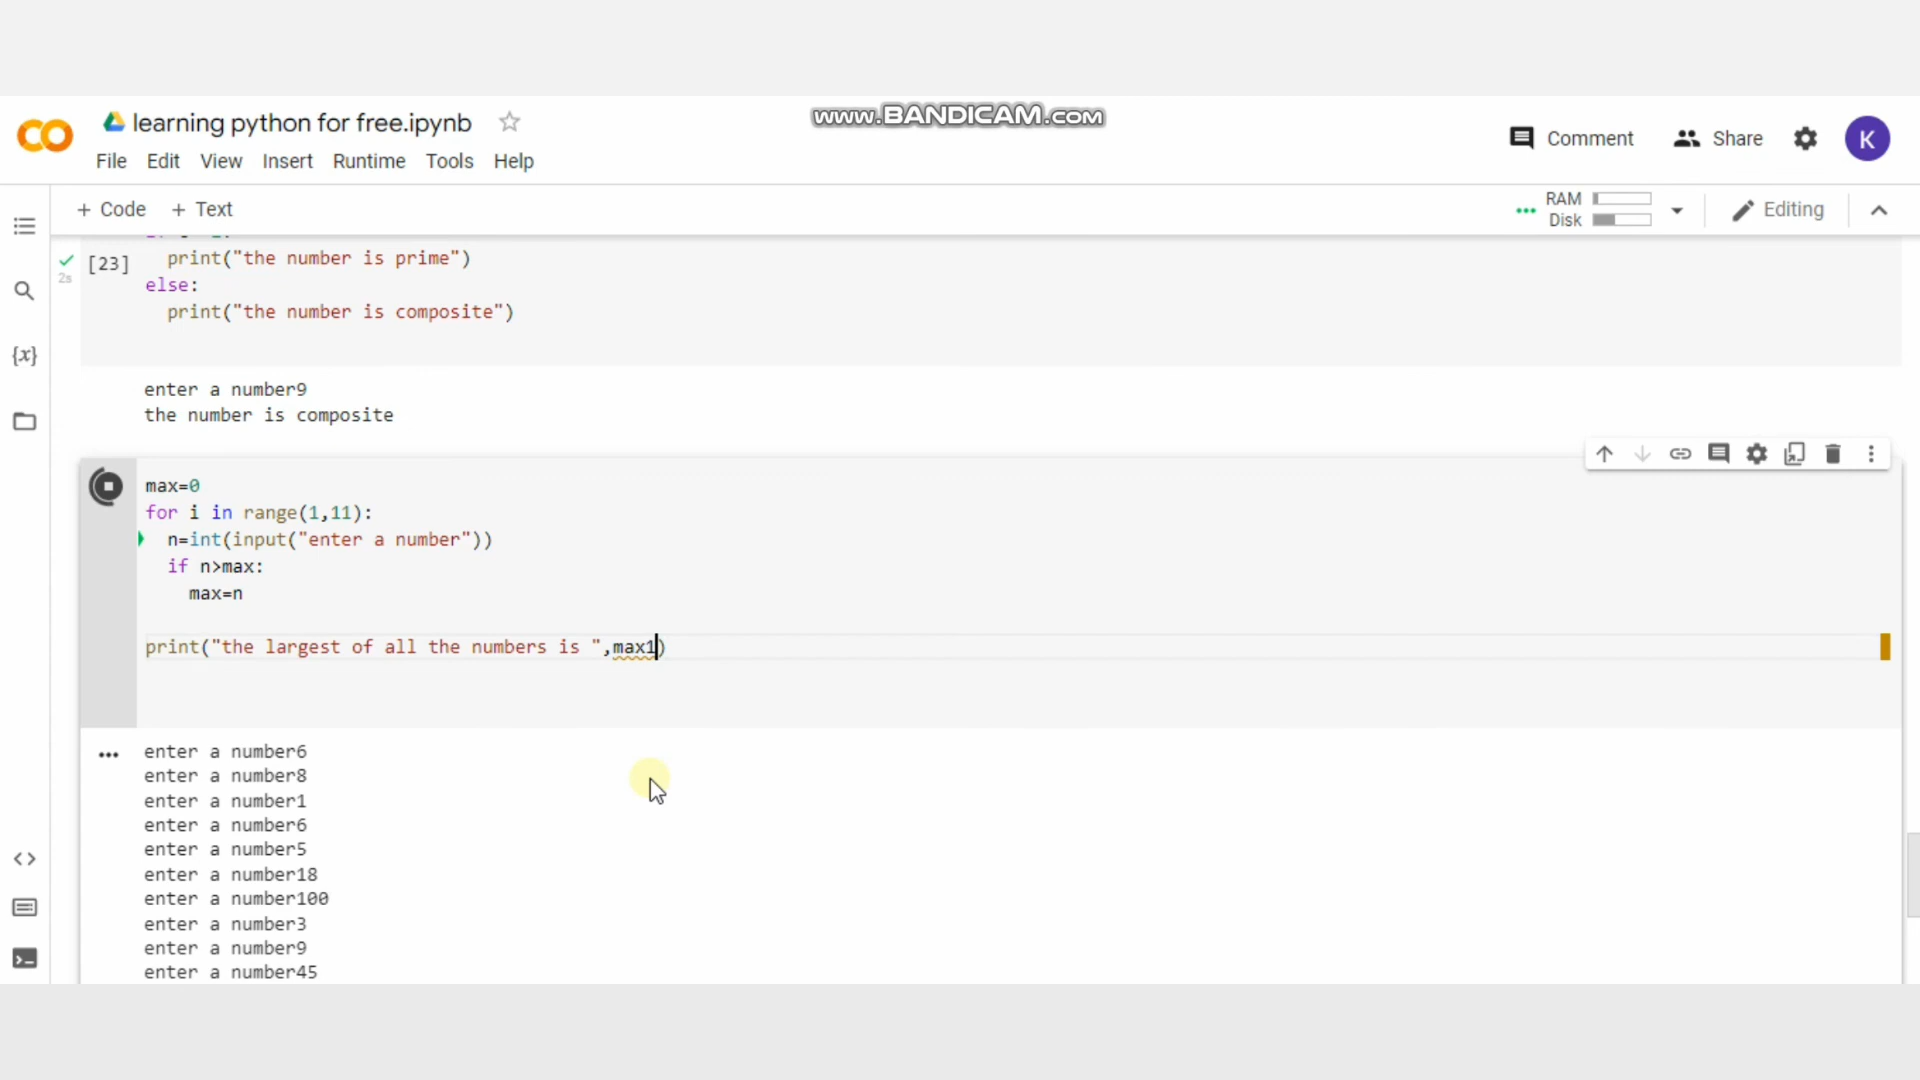 www.BANDICAM.com
learning python for free.ipynb
File Edit View Insert Runtime Tools Help
Comment Share K
+ Code + Text
RAM
Disk
Editing
[23]
2s
print("the number is prime")
else:
print("the number is composite")
enter a number9
the number is composite
{x}
max=0
for i in range(1,11):
n=int(input("enter a number"))
if n>max:
max=n
print("the largest of all the numbers is ",max1)
enter a number6
enter a number8
enter a number1
enter a number6
enter a number5
enter a number18
enter a number100
enter a number3
enter a number9
enter a number45